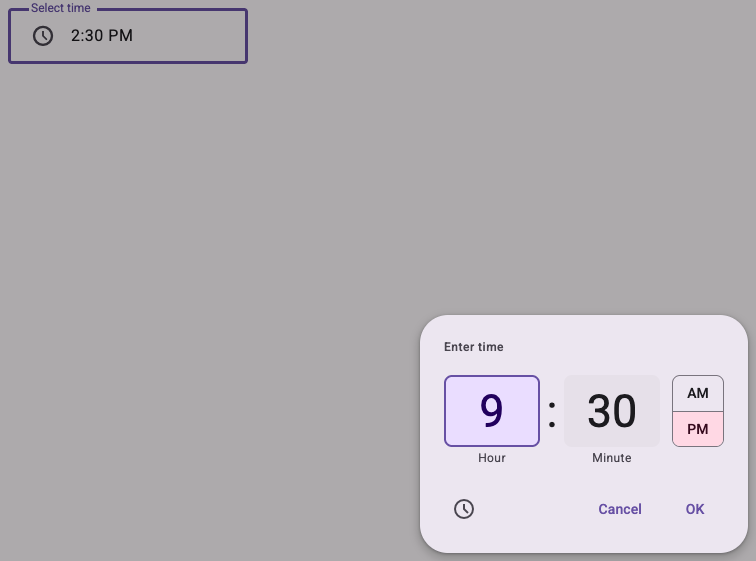 Select time
2:30 PM
Enter time
9 : 30
AM
PM
Hour
Minute
Cancel
OK